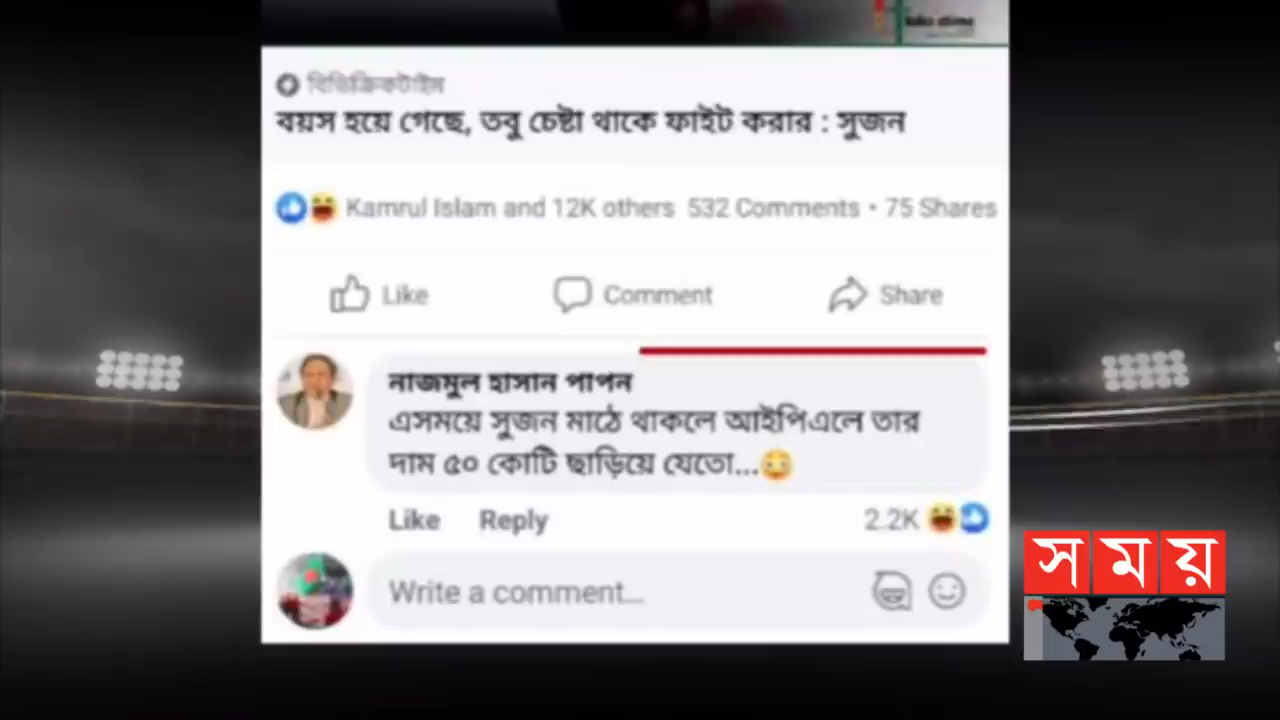 বিডিক্রিকটাইম
বয়স হয়ে গেছে, তবু চেষ্টা থাকে ফাইট করার : সুজন
Kamrul Islam and 12K others 532 Comments • 75 Shares
Like Comment Share
নাজমুল হাসান পাপন
এসময়ে সুজন মাঠে থাকলে আইপিএলে তার
দাম ৫০ কোটি ছাড়িয়ে যেতো...😳
Like Reply 2.2K
Write a comment...
সময়